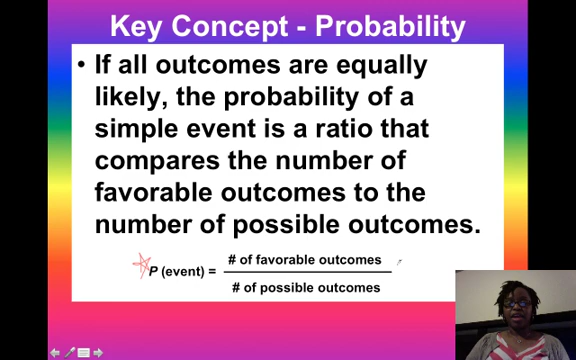 Key Concept - Probability
• If all outcomes are equally
likely, the probability of a
simple event is a ratio that
compares the number of
favorable outcomes to the
number of possible outcomes.
P (event) = # of favorable outcomes
# of possible outcomes